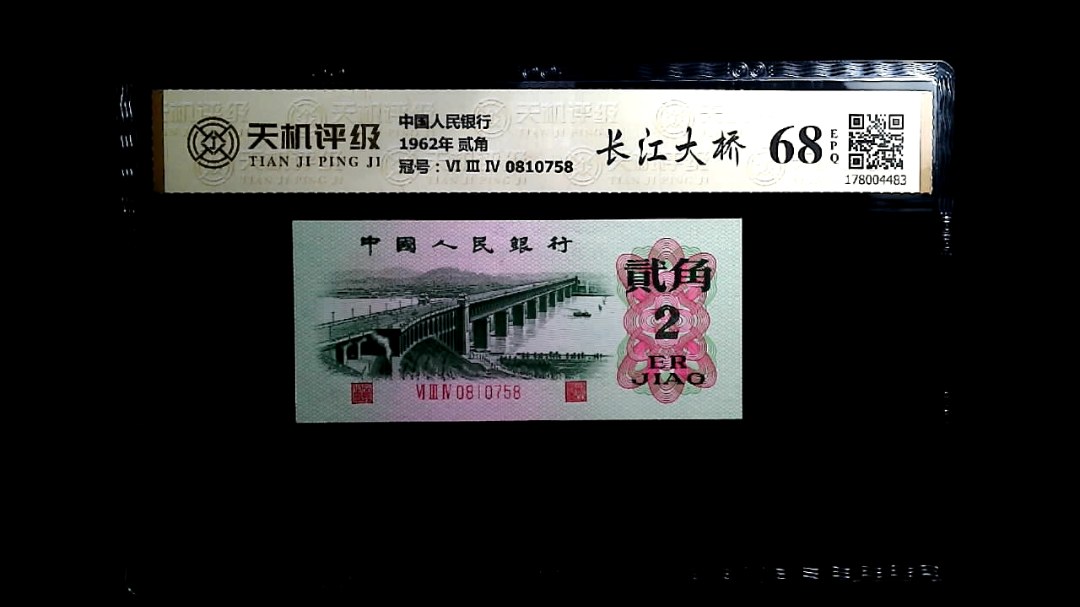 天机评级
TIAN JI PING JI
中国人民银行
1962年 贰角
冠号：Ⅵ Ⅲ Ⅳ 0810758
长江大桥
68
EPQ
178004483
中國人民銀行
貳角
2
ER
JIAO
Ⅵ Ⅲ Ⅳ 0810758